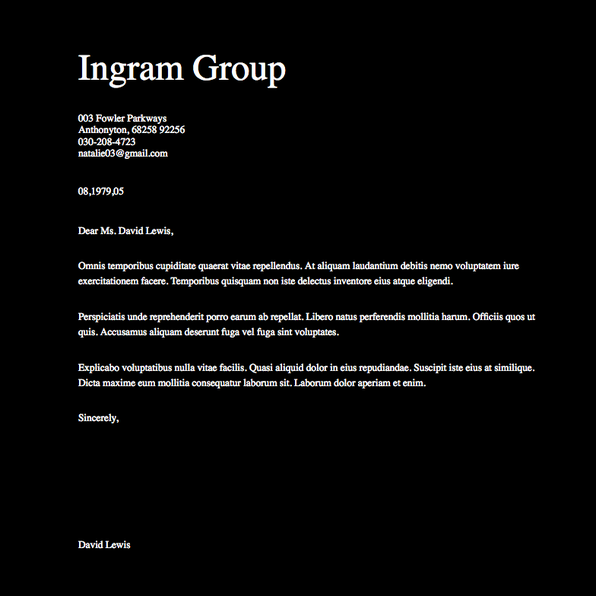 Ingram Group
003 Fowler Parkways
Anthonyton, 68258 92256
030-208-4723
natalie03@gmail.com
08,1979,05
Dear Ms. David Lewis,
Omnis temporibus cupiditate quaerat vitae repellendus. At aliquam laudantium debitis nemo voluptatem iure
exercitationem facere. Temporibus quisquam non iste delectus inventore eius atque eligendi.
Perspiciatis unde reprehenderit porro earum ab repellat. Libero natus perferendis mollitia harum. Officiis quos ut
quis. Accusamus aliquam deserunt fuga vel fuga sint voluptates.
Explicabo voluptatibus nulla vitae facilis. Quasi aliquid dolor in eius repudiandae. Suscipit iste eius at similique.
Dicta maxime eum mollitia consequatur laborum sit. Laborum dolor aperiam et enim.
Sincerely,
David Lewis